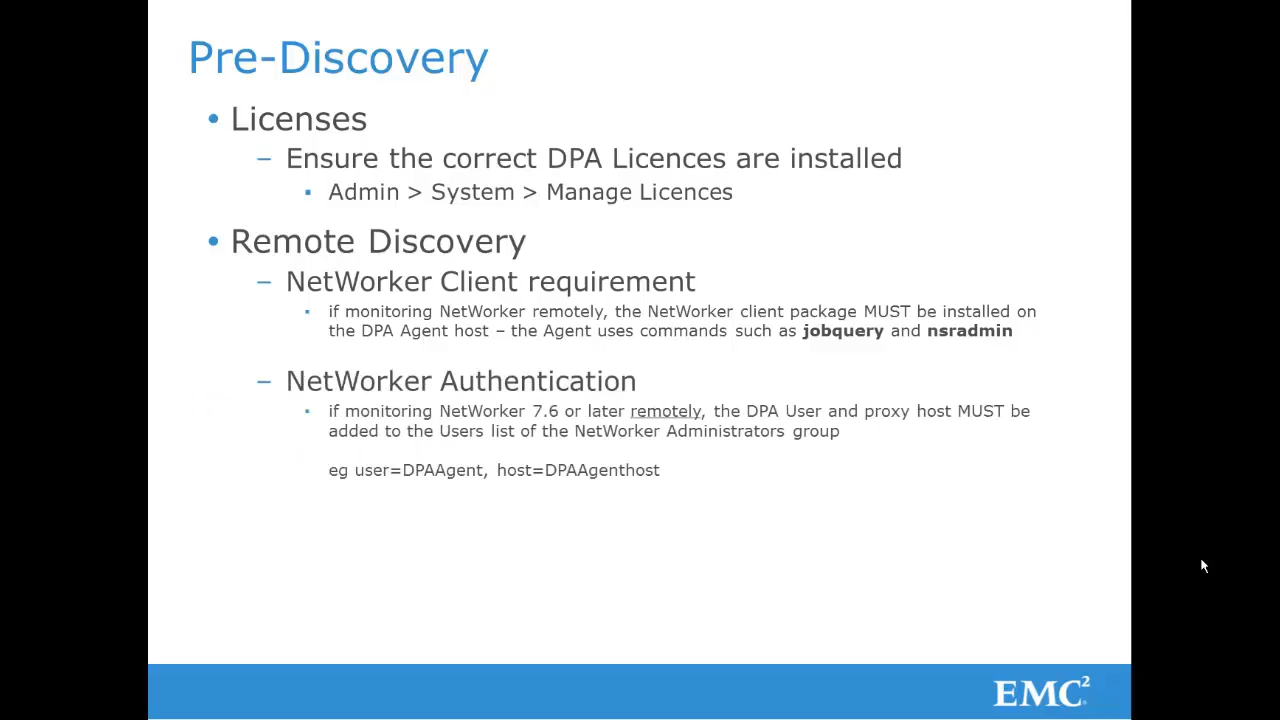 Pre-Discovery
• Licenses
– Ensure the correct DPA Licences are installed
▪ Admin > System > Manage Licences
• Remote Discovery
– NetWorker Client requirement
▪ if monitoring NetWorker remotely, the NetWorker client package MUST be installed on
the DPA Agent host – the Agent uses commands such as jobquery and nsradmin
– NetWorker Authentication
▪ if monitoring NetWorker 7.6 or later remotely, the DPA User and proxy host MUST be
added to the Users list of the NetWorker Administrators group
eg user=DPAAgent, host=DPAAgenthost
EMC²